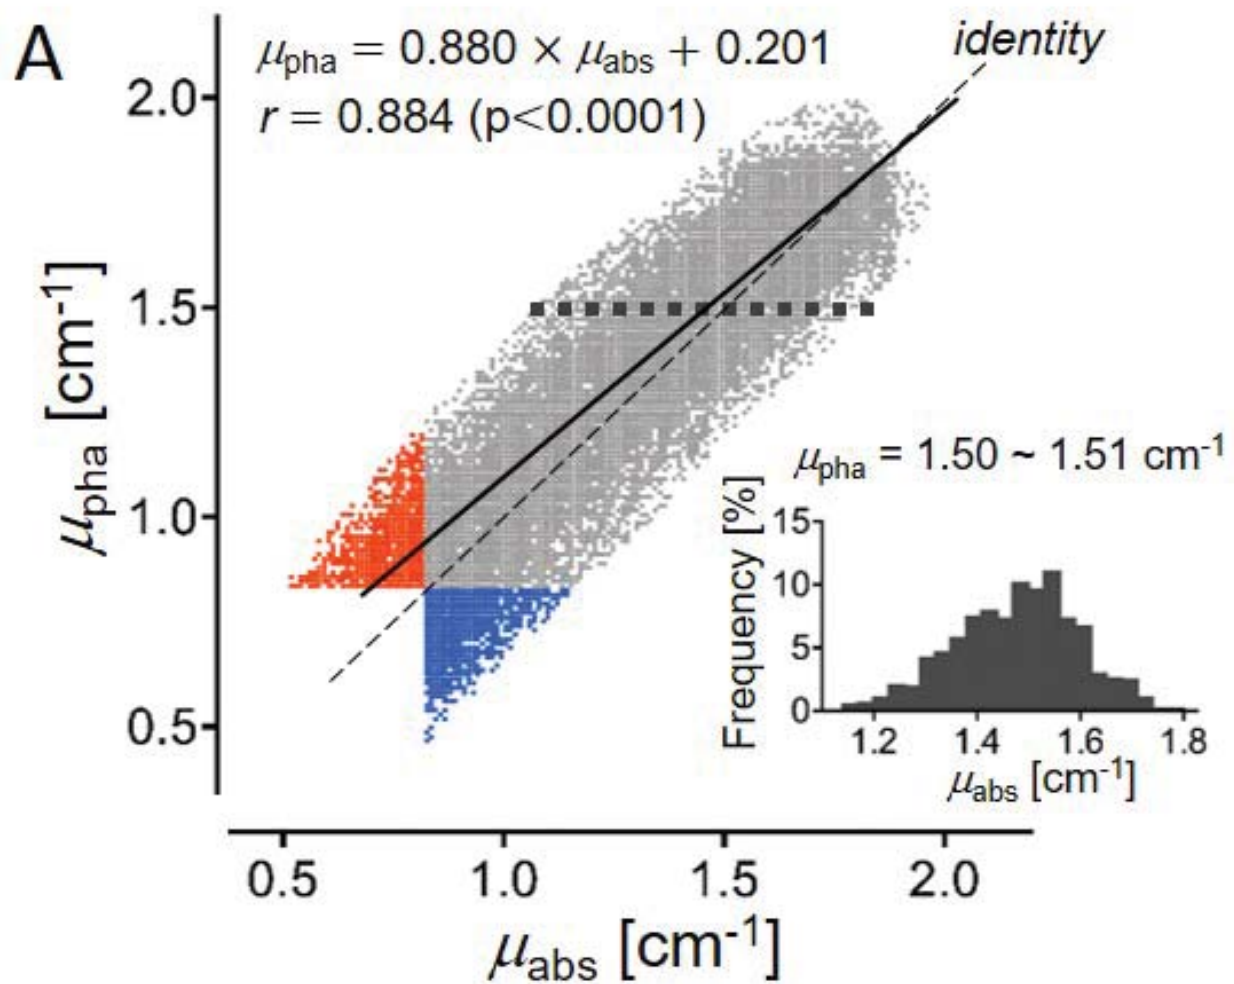 A
μpha = 0.880 × μabs + 0.201
r = 0.884 (p<0.0001)
identity
2.0
1.5
1.0
0.5
μpha [cm-1]
0.5 1.0 1.5 2.0
μabs [cm-1]
μpha = 1.50 ~ 1.51 cm-1
Frequency [%]
15
10
5
0
1.2 1.4 1.6 1.8
μabs [cm-1]